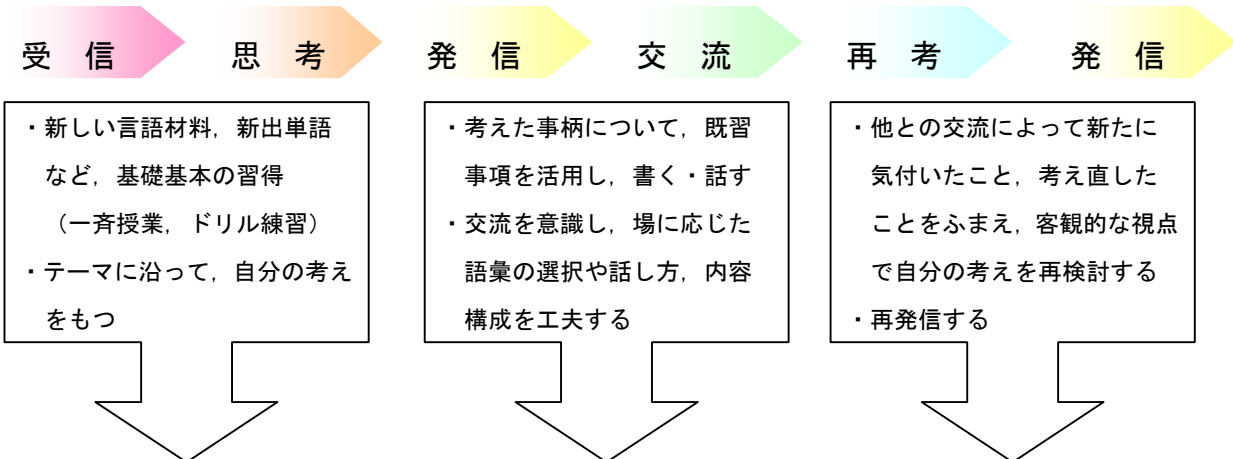 受 信
思 考
発 信
交 流
再 考
発 信
・新しい言語材料，新出単語
など，基礎基本の習得
（一斉授業，ドリル練習）
・テーマに沿って，自分の考え
をもつ
・考えた事柄について，既習
事項を活用し，書く・話す
・交流を意識し，場に応じた
語彙の選択や話し方，内容
構成を工夫する
・他との交流によって新たに
気付いたこと，考え直した
ことをふまえ，客観的な視点
で自分の考えを再検討する
・再発信する